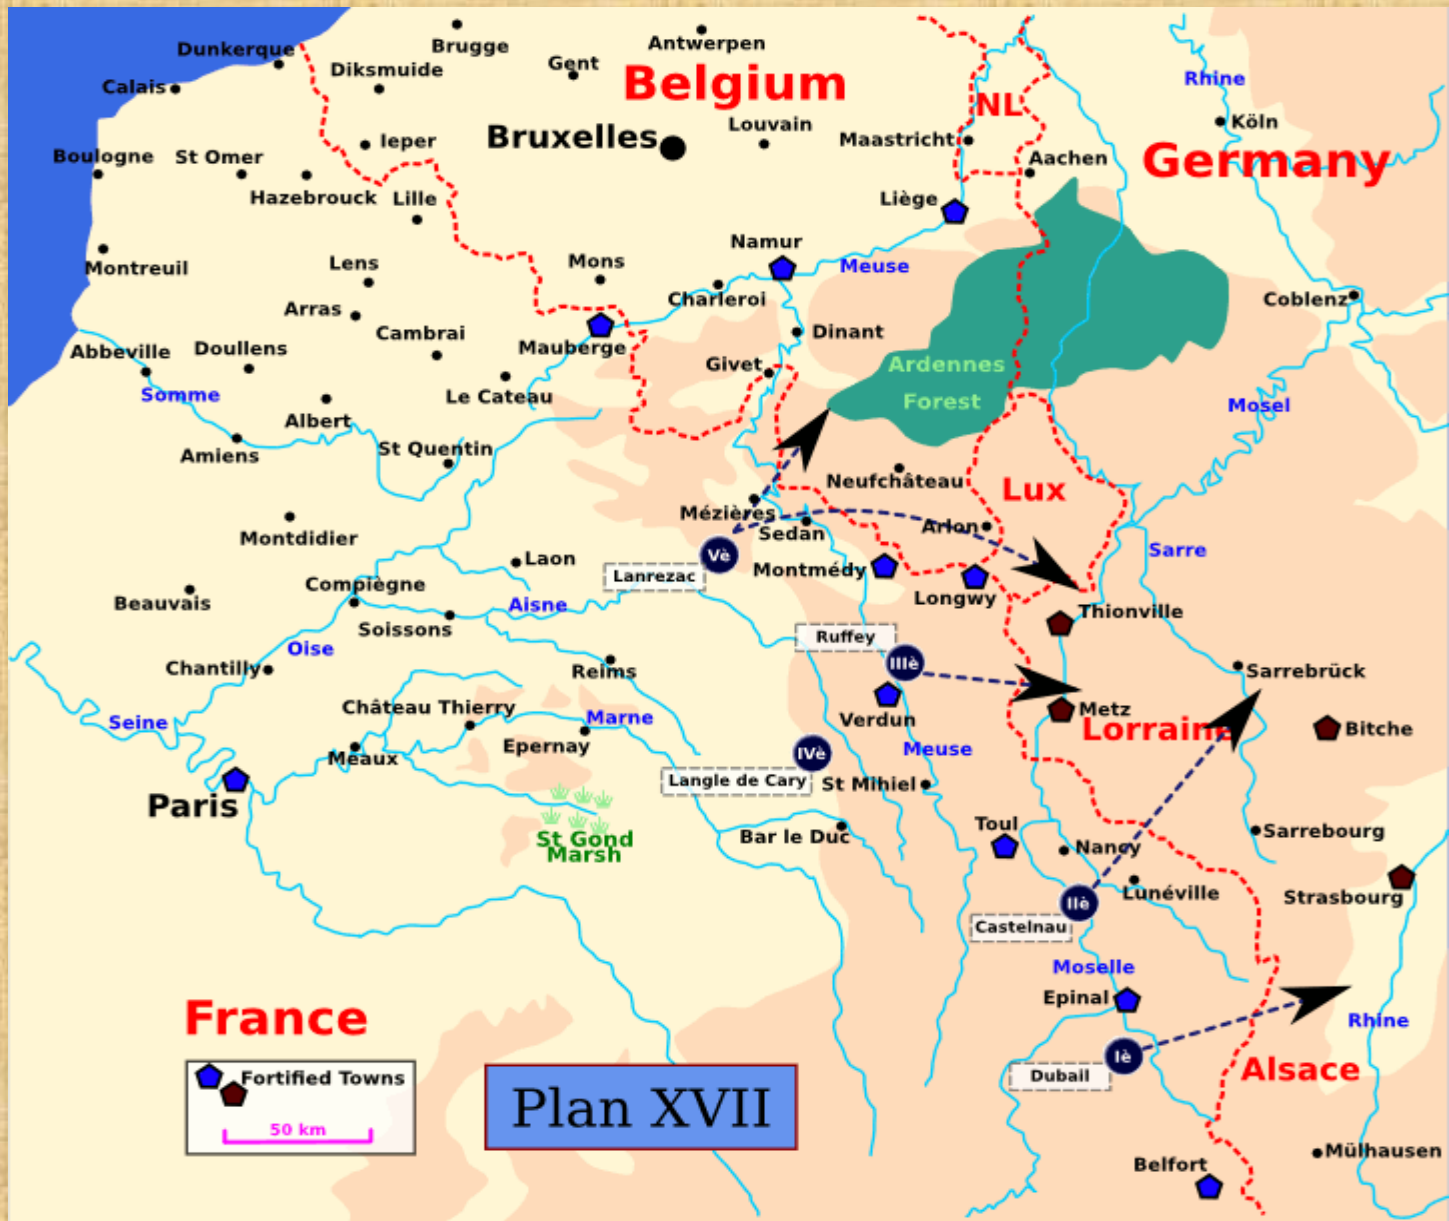 Brugge
Antwerpen
Dunkerque
Diksmuide
Gent
Belgium
Rhine
Calais
NL
Köln
Ieper
Bruxelles
Louvain
Maastricht
Germany
Boulogne
St Omer
Aachen
Hazebrouck
Lille
Liège
Namur
Montreuil
Lens
Mons
Meuse
Charleroi
Coblenz
Arras
Cambrai
Dinant
Mauberge
Abbeville
Doullens
Givet
Ardennes
Forest
Somme
Le Cateau
Mosel
Albert
Amiens
St Quentin
Neufchâteau
Lux
Mézières
Sedan
Arlon
Montdidier
Sarre
Vè
Laon
Lanrezac
Montmédy
Compiègne
Longwy
Beauvais
Aisne
Thionville
Soissons
Ruffey
Oise
IIIè
Chantilly
Reims
Sarrebrück
Château Thierry
Metz
Marne
Verdun
Seine
Lorraine
Bitche
Epernay
Meuse
IVè
Meaux
Langle de Cary
St Mihiel
Paris
Toul
St Gond
Marsh
Bar le Duc
Nancy
Sarrebourg
Lunéville
Strasbourg
IIè
Castelnau
Moselle
Epinal
France
Rhine
Iè
Dubail
Alsace
Fortified Towns
50 km
Plan XVII
Mülhausen
Belfort